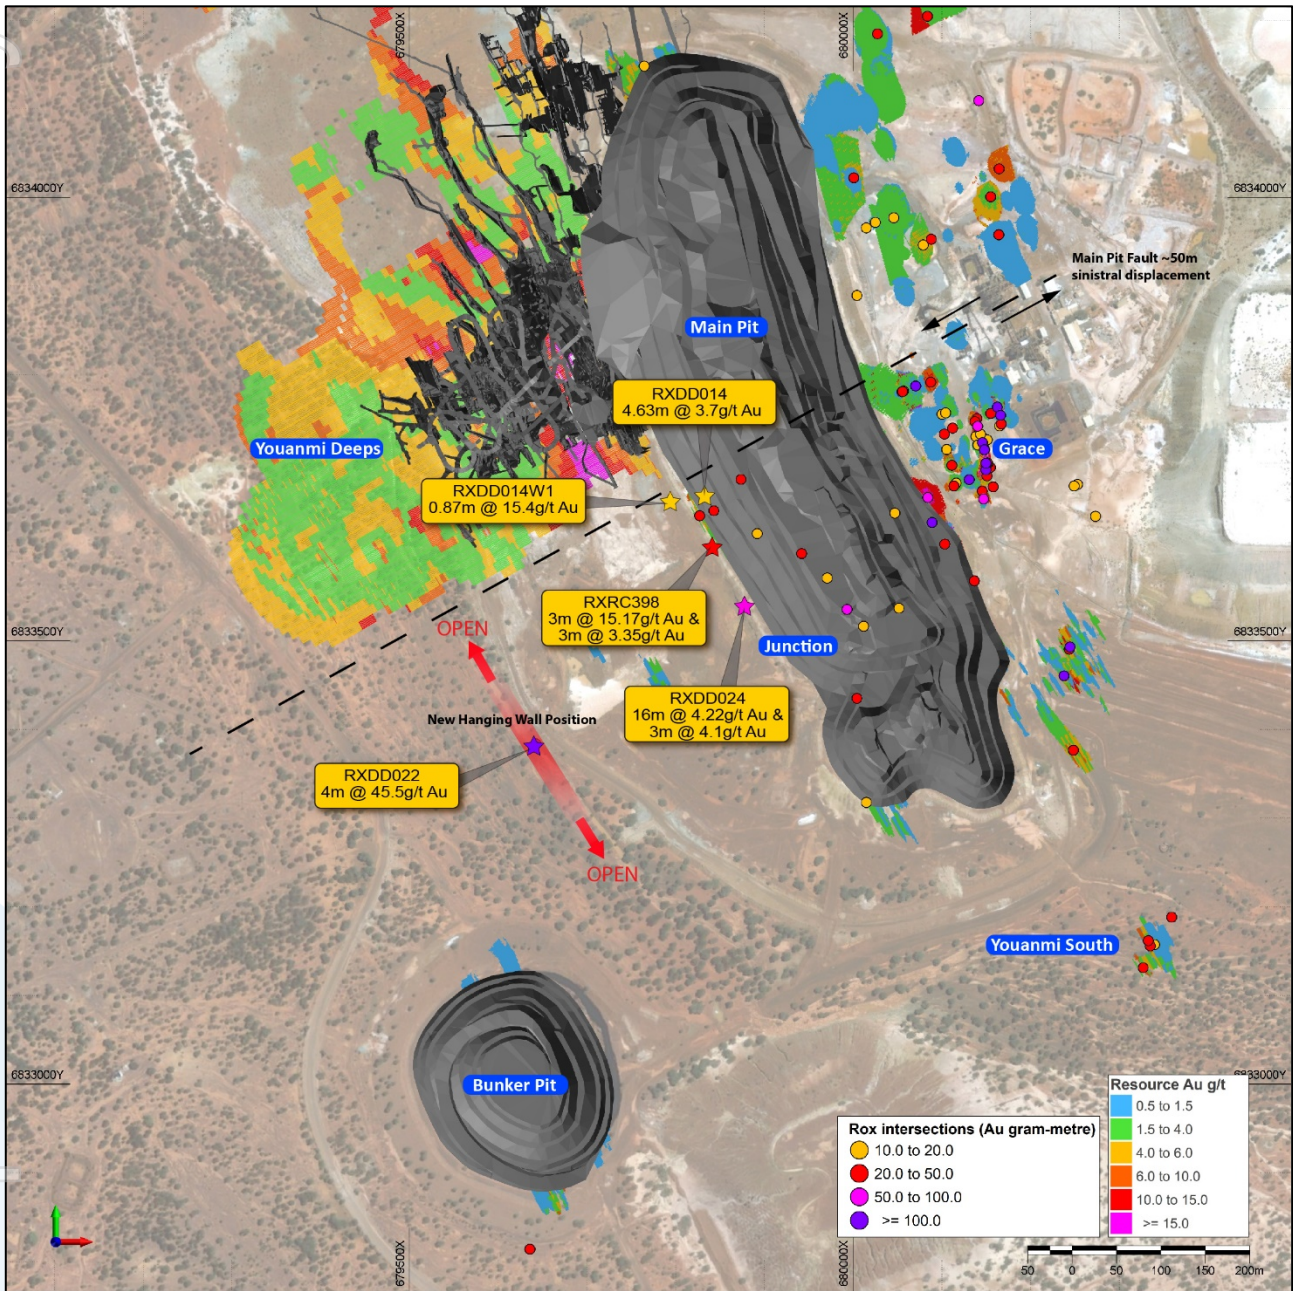 679500X
680000X
6834000Y
6834000Y
Main Pit Fault ~50m
sinistral displacement
Main Pit
RXDD014
4.63m @ 3.7g/t Au
Youanmi Deeps
Grace
RXDD014W1
0.87m @ 15.4g/t Au
RXRC398
3m @ 15.17g/t Au &
3m @ 3.35g/t Au
OPEN
6833500Y
6833500Y
Junction
RXDD024
16m @ 4.22g/t Au &
3m @ 4.1g/t Au
New Hanging Wall Position
RXDD022
4m @ 45.5g/t Au
OPEN
Youanmi South
6833000Y
6833000Y
Bunker Pit
Resource Au g/t
0.5 to 1.5
1.5 to 4.0
4.0 to 6.0
6.0 to 10.0
10.0 to 15.0
>= 15.0
Rox intersections (Au gram-metre)
10.0 to 20.0
20.0 to 50.0
50.0 to 100.0
>= 100.0
679500X
680000X
50 0 50 100 150 200m